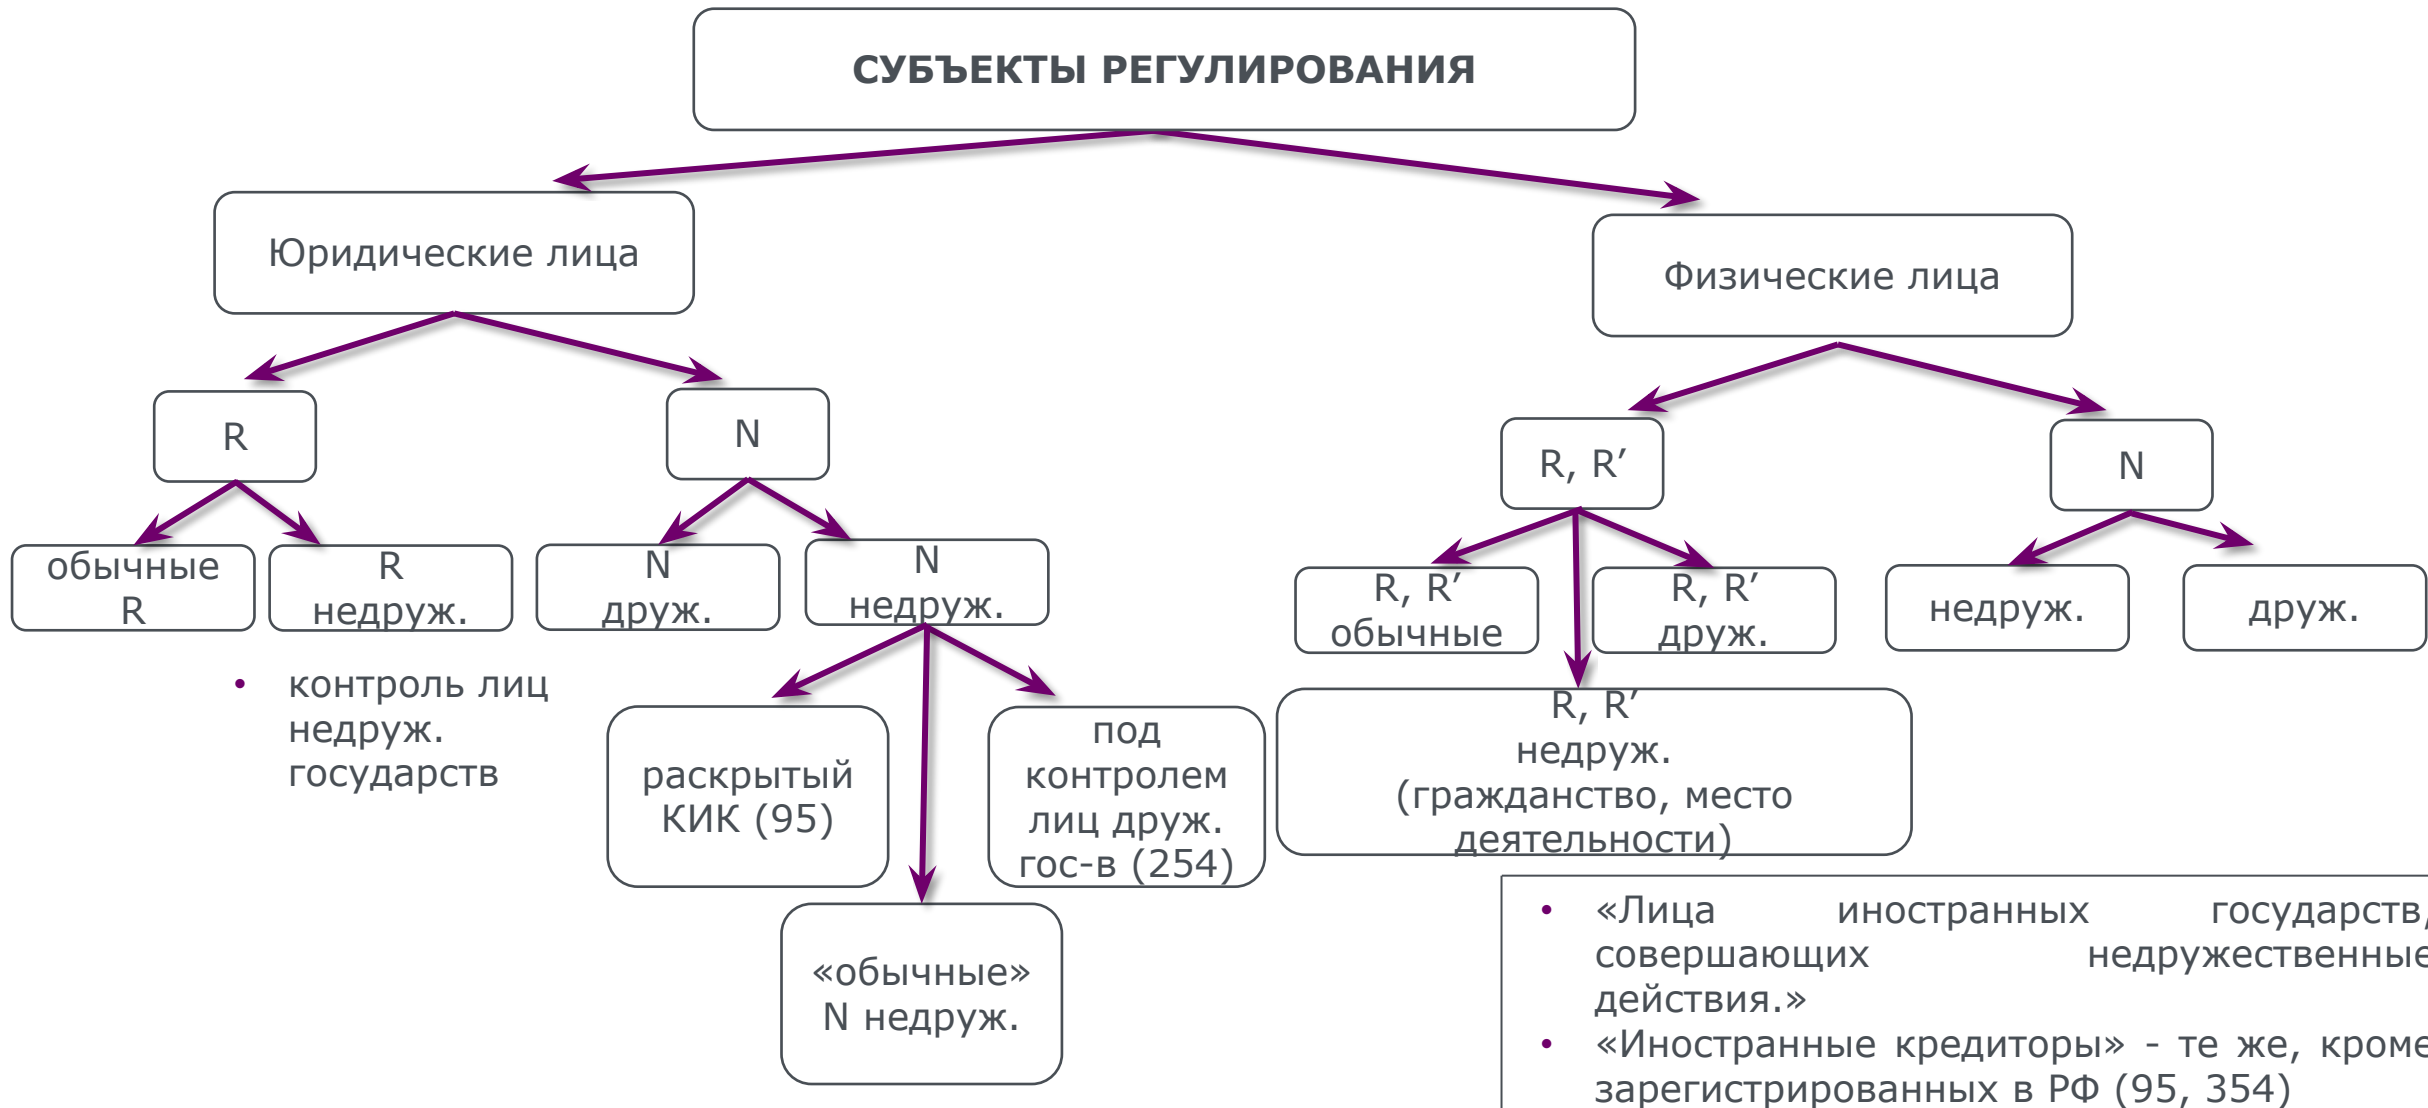 СУБЪЕКТЫ РЕГУЛИРОВАНИЯ
Юридические лица
Физические лица
R
N
R, R’
N
обычные
R
R
недруж.
N
друж.
N
недруж.
R, R’
обычные
R, R’
друж.
недруж.
друж.
• контроль лиц
недруж.
государств
раскрытый
КИК (95)
под
контролем
лиц друж.
гос-в (254)
R, R’
недруж.
(гражданство, место
деятельности)
«обычные»
N недруж.
• «Лица иностранных государств,
совершающих недружественные
действия.»
• «Иностранные кредиторы» - те же, кроме
зарегистрированных в РФ (95, 354)